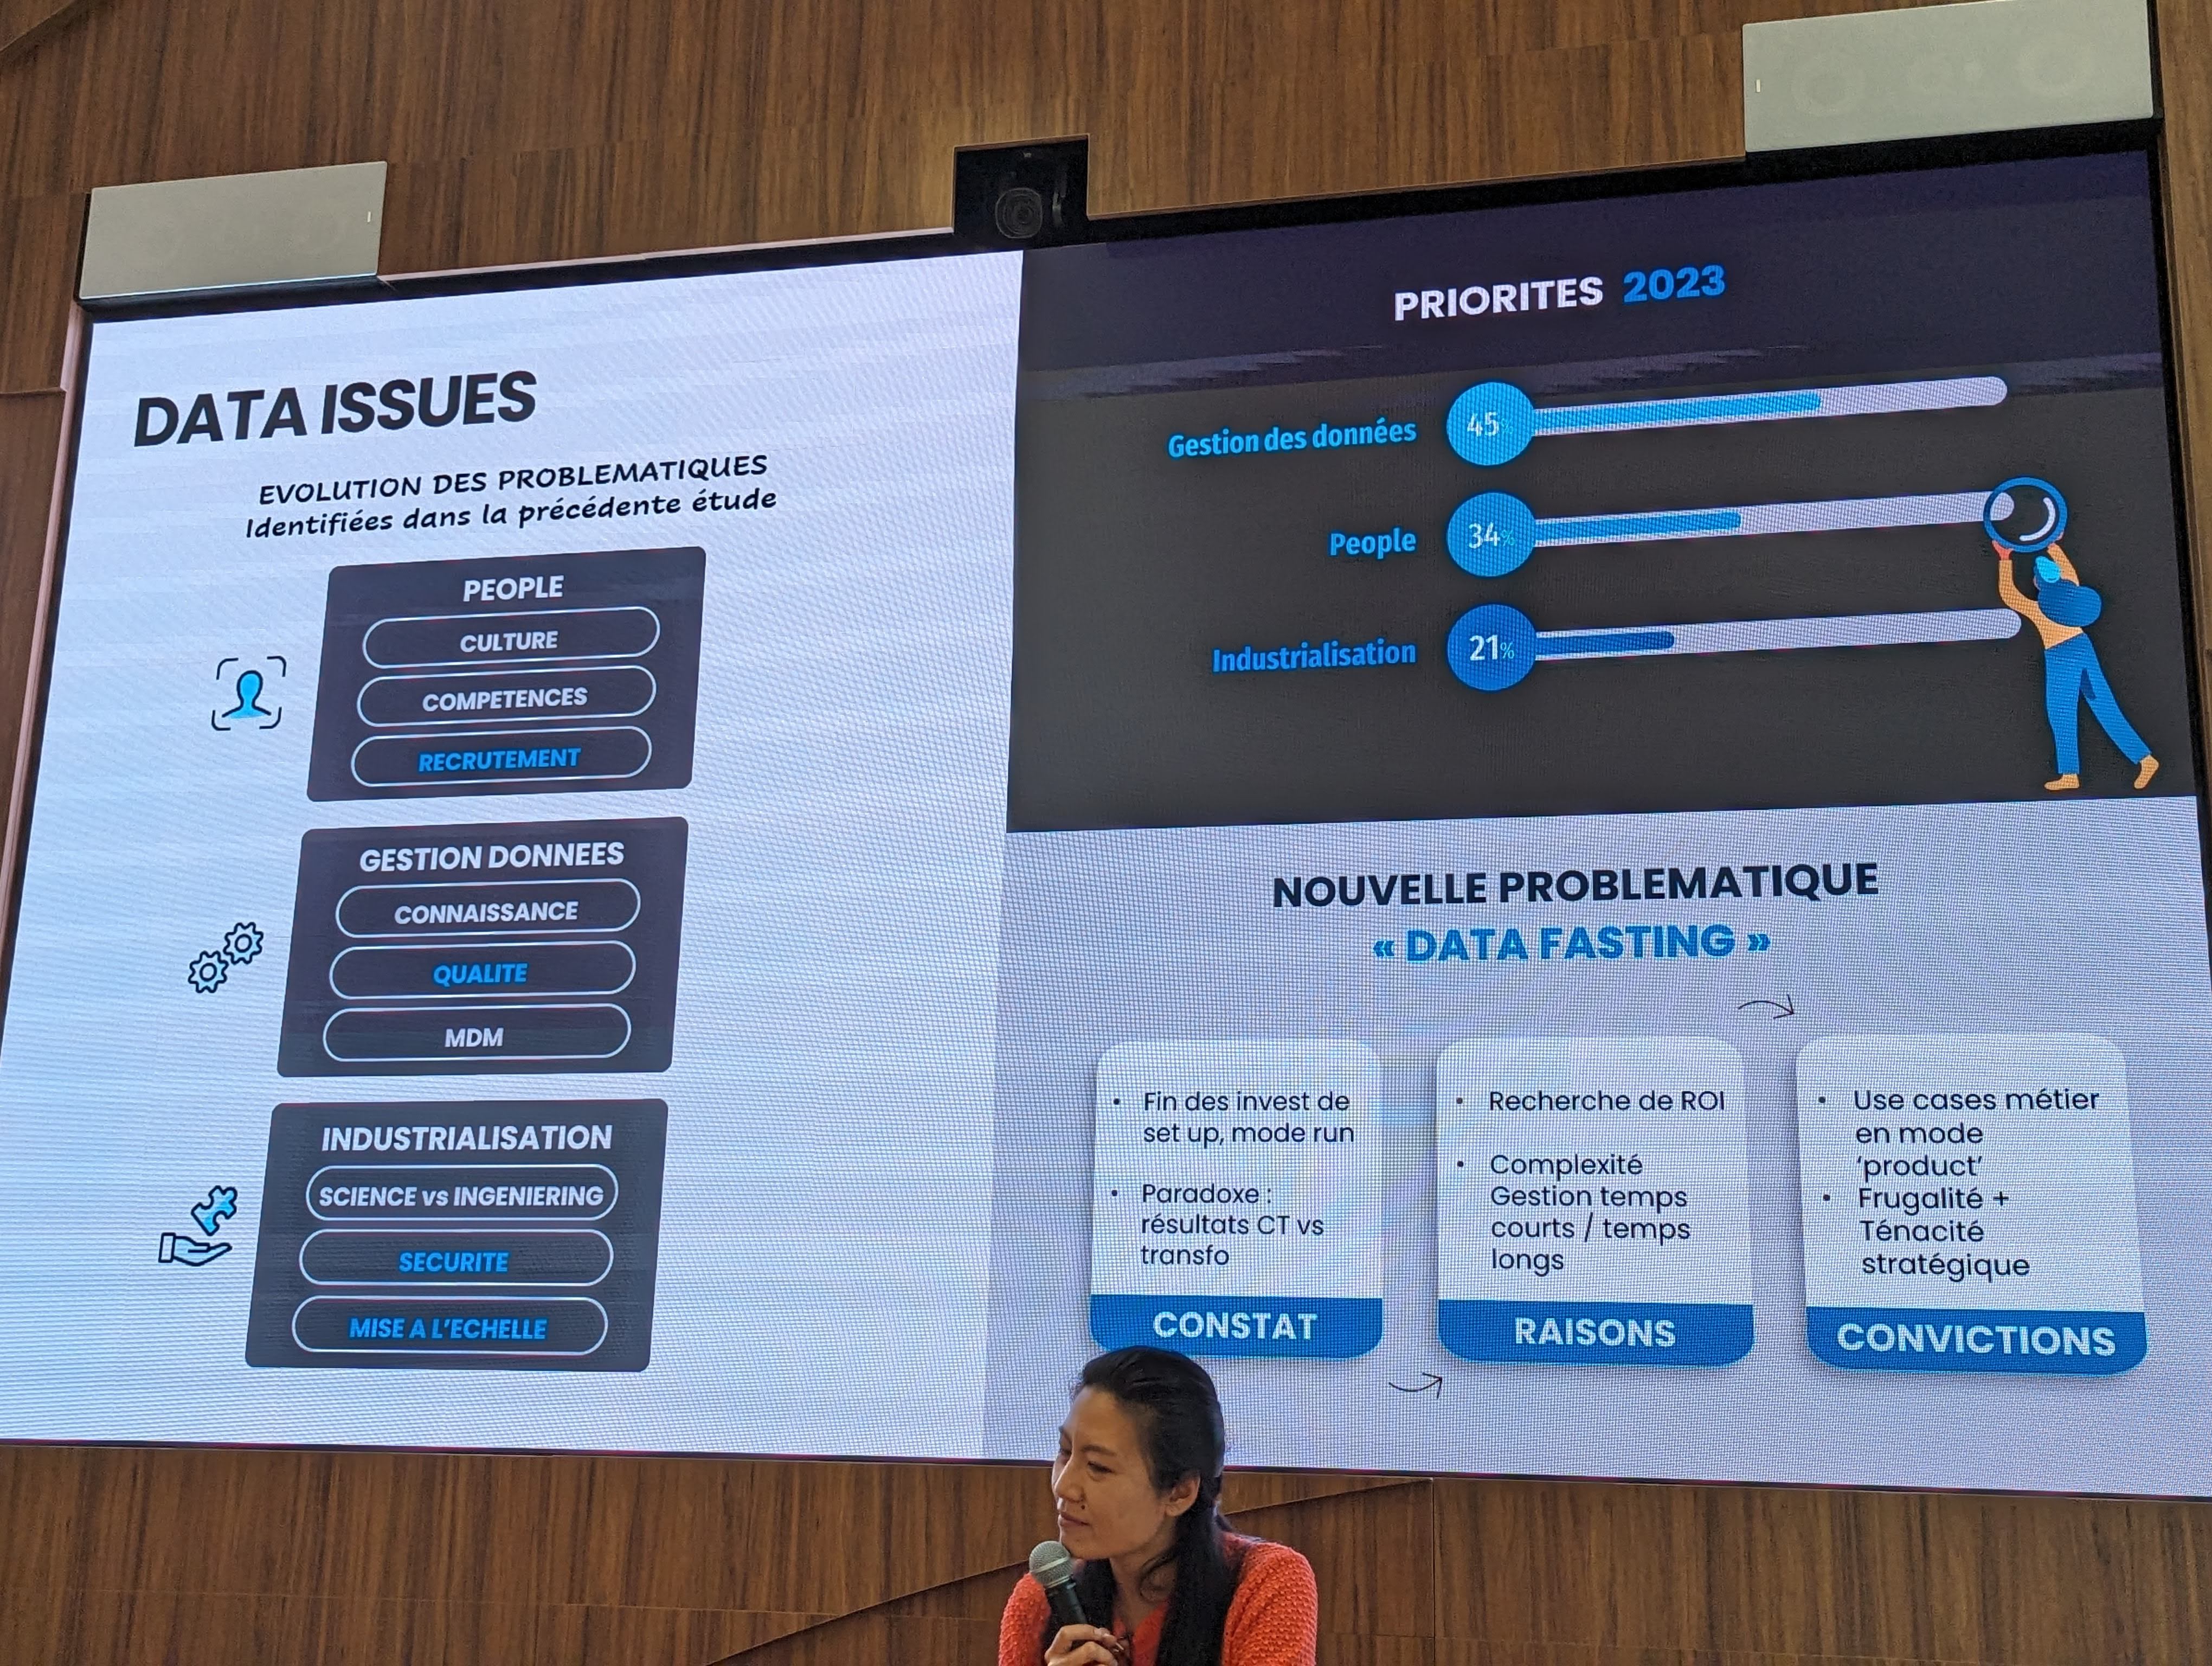 DATA ISSUES
EVOLUTION DES PROBLEMATIQUES
Identifiées dans la précédente étude
PEOPLE
CULTURE
COMPETENCES
RECRUTEMENT
GESTION DONNEES
CONNAISSANCE
QUALITE
MDM
INDUSTRIALISATION
SCIENCE vs INGENIERING
SECURITE
MISE A L'ECHELLE
PRIORITES 2023
Gestion des données 45
People 34%
Industrialisation 21%
NOUVELLE PROBLEMATIQUE
« DATA FASTING »
• Fin des invest de
set up, mode run
• Paradoxe :
résultats CT vs
transfo
CONSTAT
• Recherche de ROI
• Complexité
Gestion temps
courts / temps
longs
RAISONS
• Use cases métier
en mode
'product'
• Frugalité +
Ténacité
stratégique
CONVICTIONS